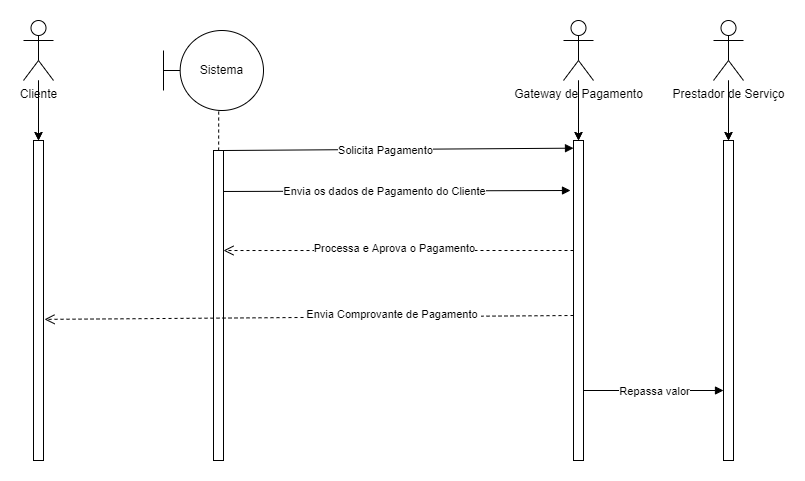 Sistema
Cliente
Gateway de Pagamento
Prestador de Serviço
Solicita Pagamento
Envia os dados de Pagamento do Cliente
Processa e Aprova o Pagamento
Envia Comprovante de Pagamento
Repassa valor